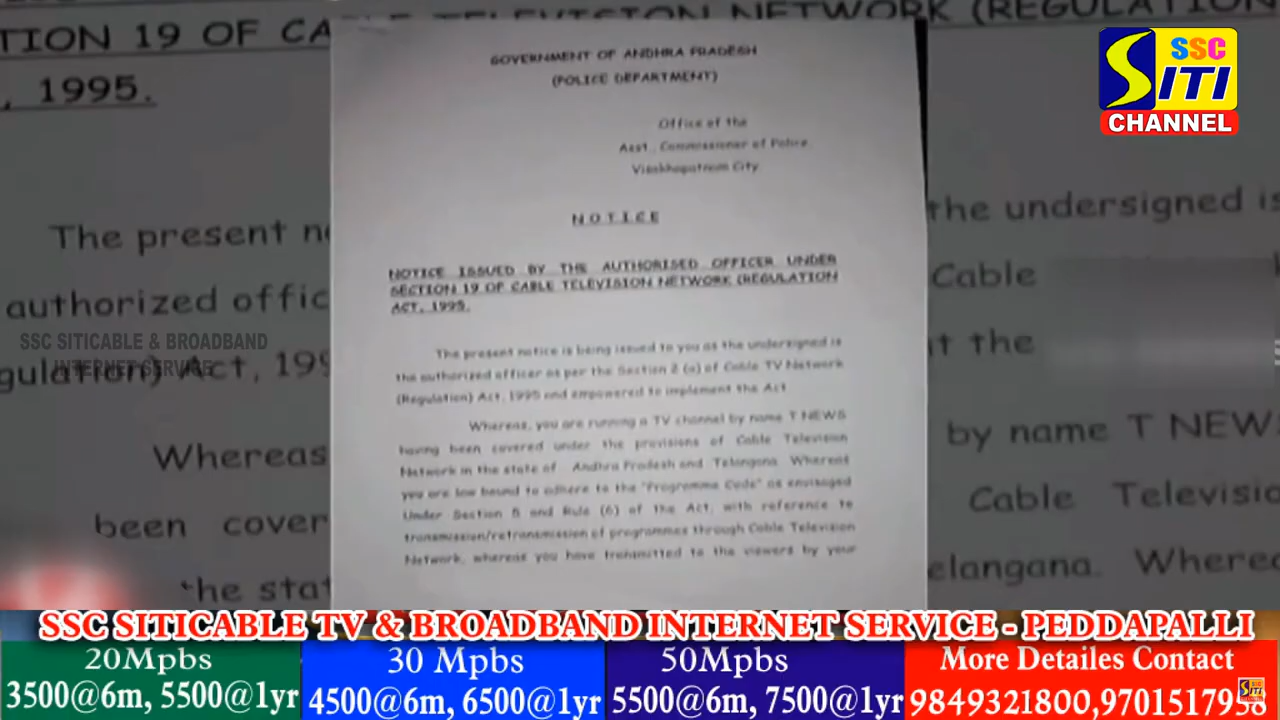 TION 19 OF CABLE TELEVISION NETWORK (REGULATION
, 1995.
SSC
SITI
CHANNEL
GOVERNMENT OF ANDHRA PRADESH
(POLICE DEPARTMENT)
Office of the
Asst., Commissioner of Police,
Visakhapatnam City
NOTICE
NOTICE ISSUED BY THE AUTHORISED OFFICER UNDER
SECTION 19 OF CABLE TELEVISION NETWORK (REGULATION
ACT, 1995.
The present notice is being issued to you as the undersigned is
the authorized officer as per the Section 2 (a) of Cable TV Network
(Regulation) Act, 1995 and empowered to implement the Act
Whereas, you are running a TV channel by name T NEWS
having been covered under the provisions of Cable Television
Network in the state of Andhra Pradesh and Telangana. Whereas
you are law bound to adhere to the "Programme Code" as envisaged
Under Section 5 and Rule (6) of the Act, with reference to
transmission/retransmission of programmes through Cable Television
Network, whereas you have tranmitted to the viewers by your
The present
the undersigned is
authorized offic
Cable
SSC SITICABLE & BROADBAND
INTERNET SERVICE
gulation) Act, 199
t the
Whereas
by name T NEW
been cover
Cable Televisio
the stat
elangana. Wherea
SSC SITICABLE TV & BROADBAND INTERNET SERVICE - PEDDAPALLI
20Mpbs
3500@6m, 5500@1yr
30 Mpbs
4500@6m, 6500@1yr
50Mpbs
5500@6m, 7500@1yr
More Detailes Contact
9849321800,9701517958
SITI